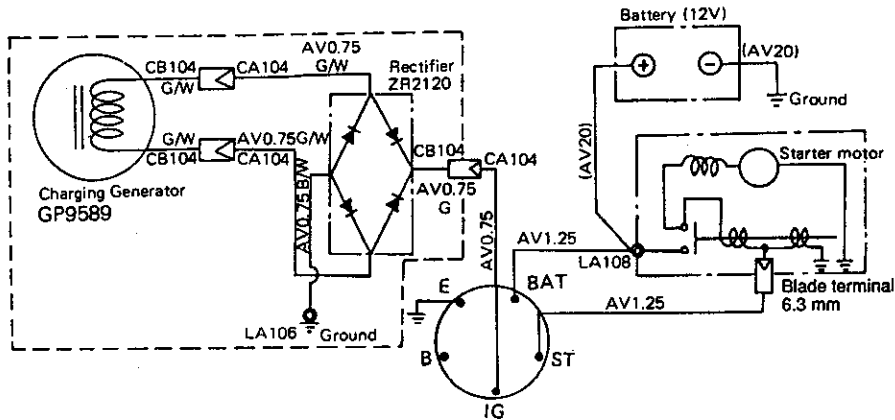 Battery (12V)
AV0.75
G/W
(AV20)
CB104
CA104
G/W
Rectifier
ZR2120
Ground
G/W
AV0.75G/W
CB104
CA104
CB104
CA104
(AV20)
Starter motor
Charging Generator
GP9589
AV0.75 B/W
AV0.75
G
AV0.75
AV1.25
LA108
Blade terminal
6.3 mm
E
BAT
AV1.25
LA106
Ground
B
ST
IG